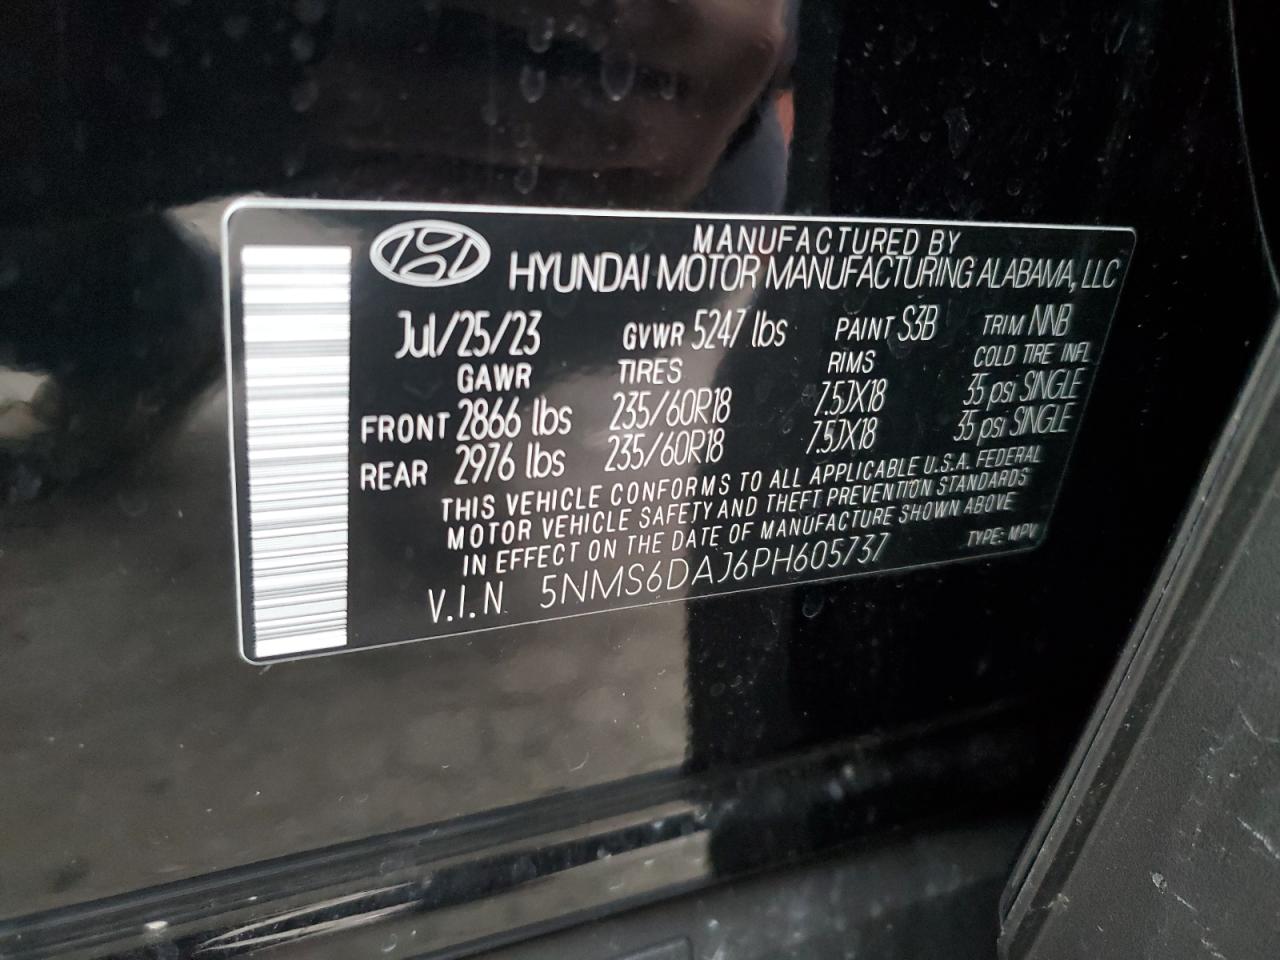 MANUFACTURED BY
HYUNDAI MOTOR MANUFACTURING ALABAMA, LLC
Jul/25/23 GVWR 5247 lbs PAINT S3B TRIM NNB
GAWR TIRES RIMS COLD TIRE INFL
FRONT 2866 lbs 235/60R18 7.5JX18 35 psi SINGLE
REAR 2976 lbs 235/60R18 7.5JX18 35 psi SINGLE
THIS VEHICLE CONFORMS TO ALL APPLICABLE U.S.A. FEDERAL
MOTOR VEHICLE SAFETY AND THEFT PREVENTION STANDARDS
IN EFFECT ON THE DATE OF MANUFACTURE SHOWN ABOVE
V.I.N 5NMS6DAJ6PH605737 TYPE: MPV